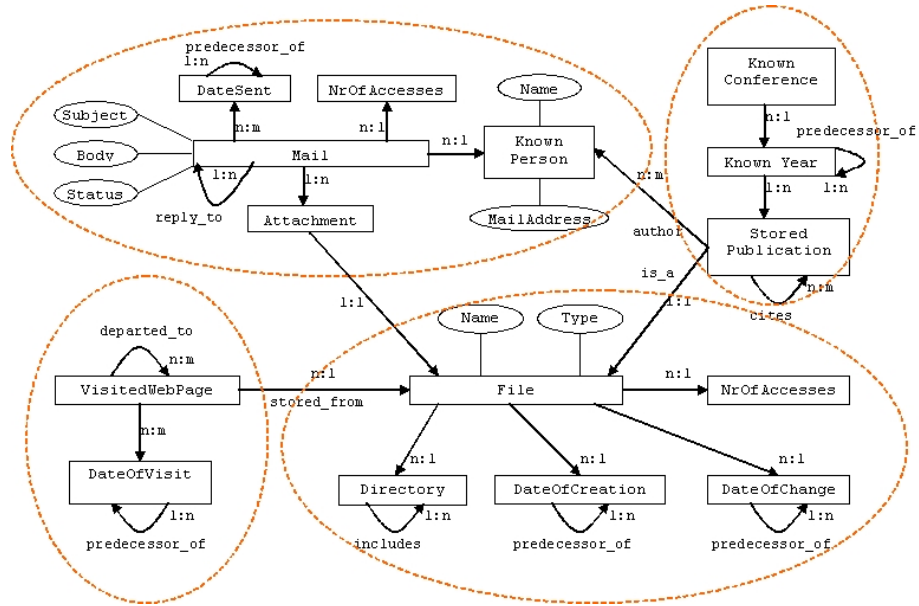 predecessor_of
1:n
DateSent
n:m
NrOfAccesses
n:1
Name
Known
Conference
n:1
predecessor_of
Known Year
1:n
1:n
Stored
Publication
n:m
cites
Subject
Body
Status
Mail
1:n
reply_to
1:n
Attachment
n:1
Known
Person
MailAddress
n:m
author
is_a
1:1
1:1
departed_to
n:m
VisitedWebPage
n:1
stored_from
n:m
DateOfVisit
1:n
predecessor_of
Name
Type
File
n:1
NrOfAccesses
n:1
Directory
1:n
includes
n:1
DateOfCreation
1:n
predecessor_of
n:1
DateOfChange
1:n
predecessor_of